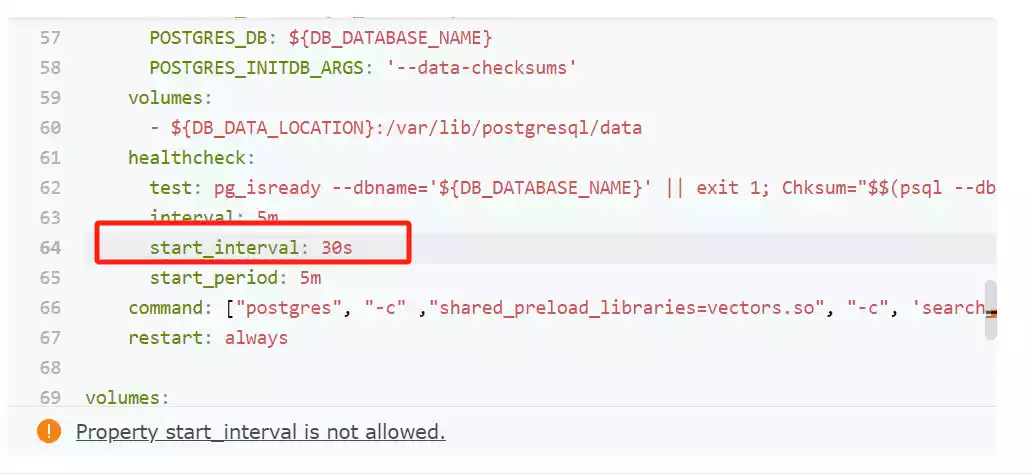 57 POSTGRES_DB: ${DB_DATABASE_NAME}
58 POSTGRES_INITDB_ARGS: '--data-checksums'
59 volumes:
60 - ${DB_DATA_LOCATION}:/var/lib/postgresql/data
61 healthcheck:
62 test: pg_isready --dbname='${DB_DATABASE_NAME}' || exit 1; Chksum="$$(psql --db
63 interval: 5m
64 start_interval: 30s
65 start_period: 5m
66 command: ["postgres", "-c" ,"shared_preload_libraries=vectors.so", "-c", 'search_
67 restart: always
68
69 volumes:
Property start_interval is not allowed.